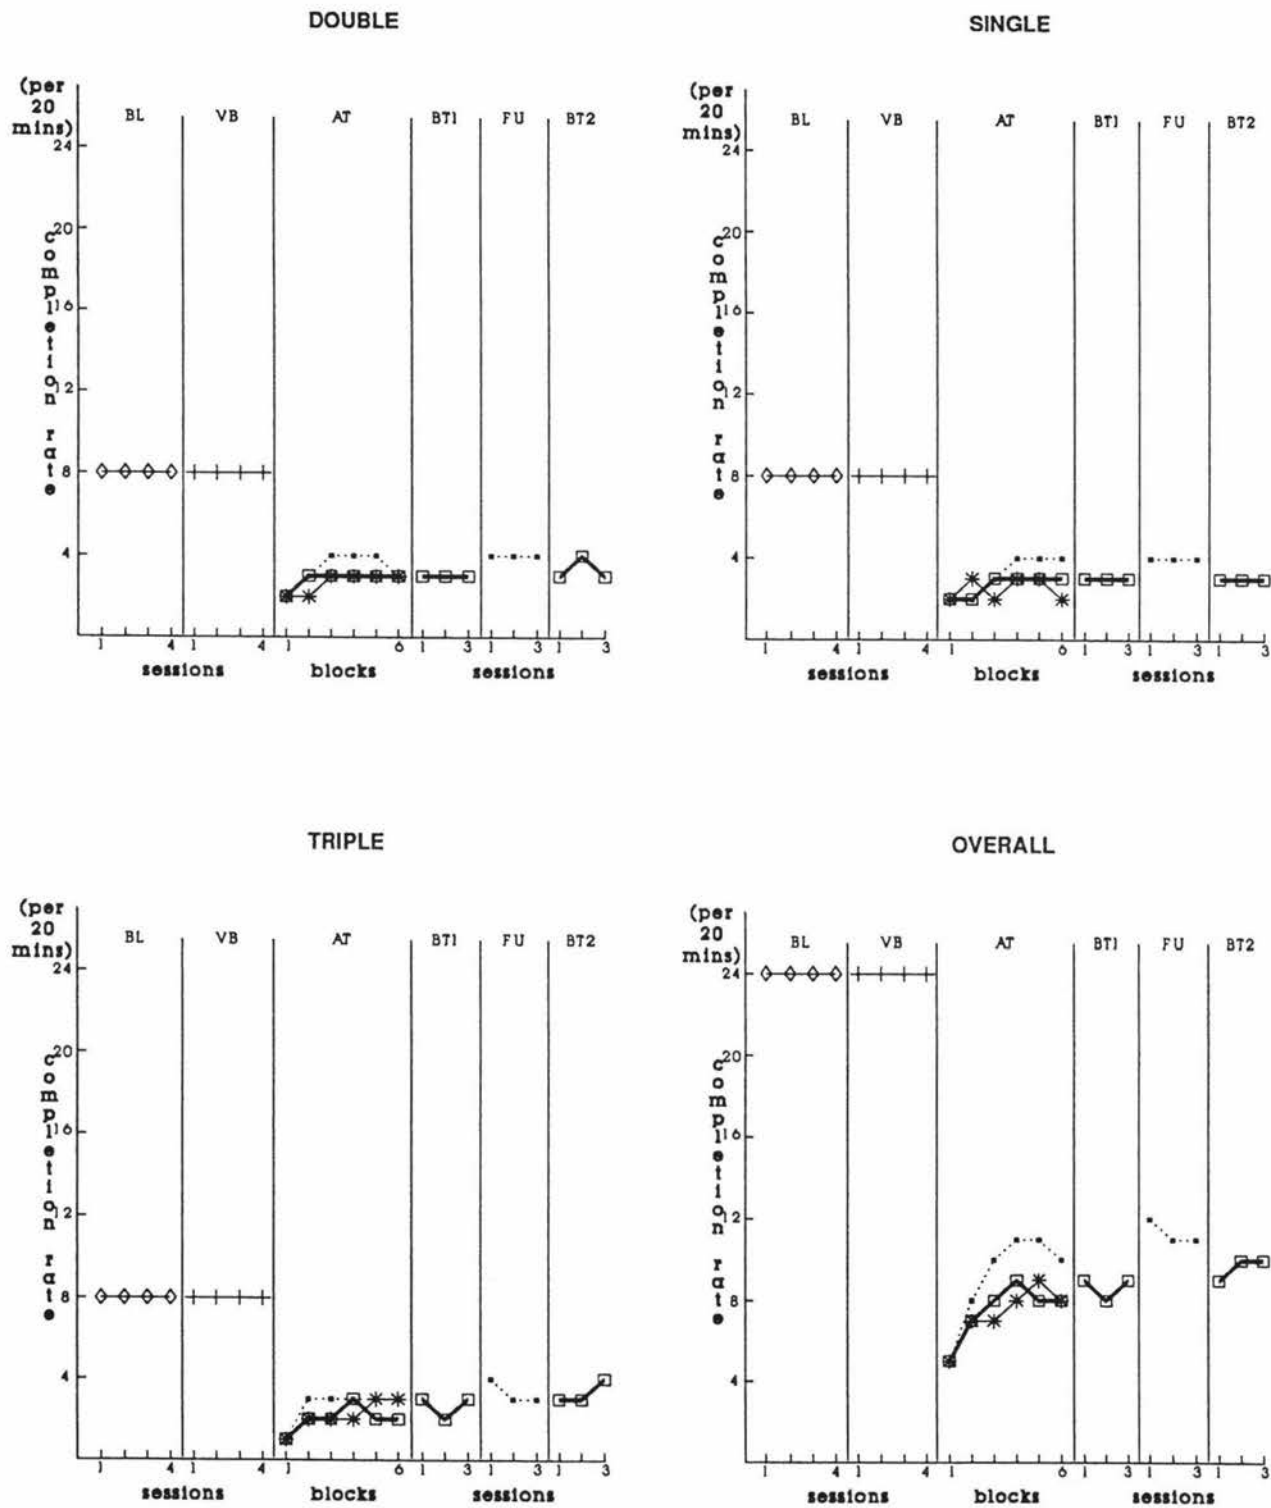 DOUBLE
(per
20
mins)
BL VB AT BT1 FU BT2
24
20
16
12
8
4
completion rate
1 4 1 4 1 6 1 3 1 3 1 3
sessions blocks sessions
SINGLE
(per
20
mins)
BL VB AT BT1 FU BT2
24
20
16
12
8
4
completion rate
1 4 1 4 1 6 1 3 1 3 1 3
sessions blocks sessions
TRIPLE
(per
20
mins)
BL VB AT BT1 FU BT2
24
20
16
12
8
4
completion rate
1 4 1 4 1 6 1 3 1 3 1 3
sessions blocks sessions
OVERALL
(per
20
mins)
BL VB AT BT1 FU BT2
24
20
16
12
8
4
completion rate
1 4 1 4 1 6 1 3 1 3 1 3
sessions blocks sessions